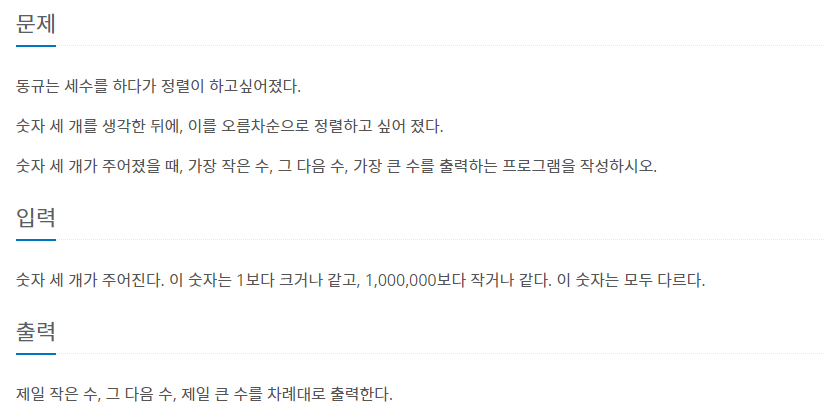 문제
동규는 세수를 하다가 정렬이 하고싶어졌다.
숫자 세 개를 생각한 뒤에, 이를 오름차순으로 정렬하고 싶어 졌다.
숫자 세 개가 주어졌을 때, 가장 작은 수, 그 다음 수, 가장 큰 수를 출력하는 프로그램을 작성하시오.
입력
숫자 세 개가 주어진다. 이 숫자는 1보다 크거나 같고, 1,000,000보다 작거나 같다. 이 숫자는 모두 다르다.
출력
제일 작은 수, 그 다음 수, 제일 큰 수를 차례대로 출력한다.